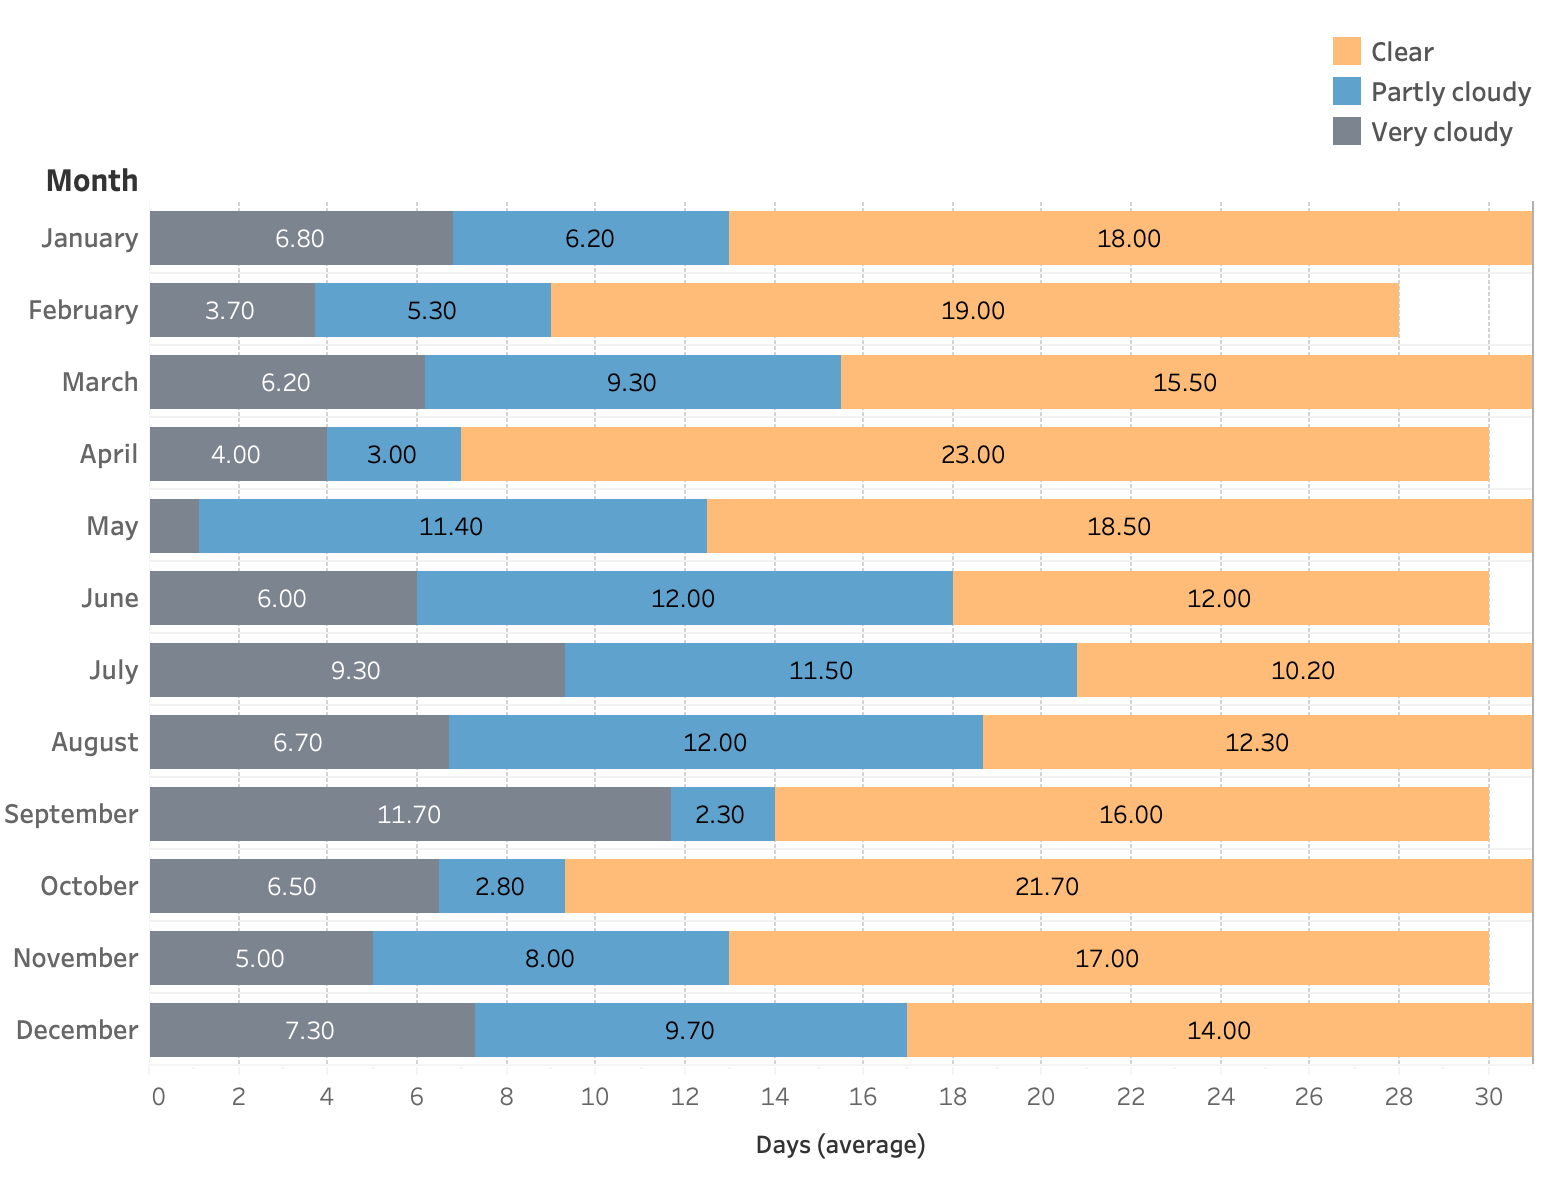 Clear
Partly cloudy
Very cloudy
Month
January 6.80 6.20 18.00
February 3.70 5.30 19.00
March 6.20 9.30 15.50
April 4.00 3.00 23.00
May 11.40 18.50
June 6.00 12.00 12.00
July 9.30 11.50 10.20
August 6.70 12.00 12.30
September 11.70 2.30 16.00
October 6.50 2.80 21.70
November 5.00 8.00 17.00
December 7.30 9.70 14.00
0 2 4 6 8 10 12 14 16 18 20 22 24 26 28 30
Days (average)